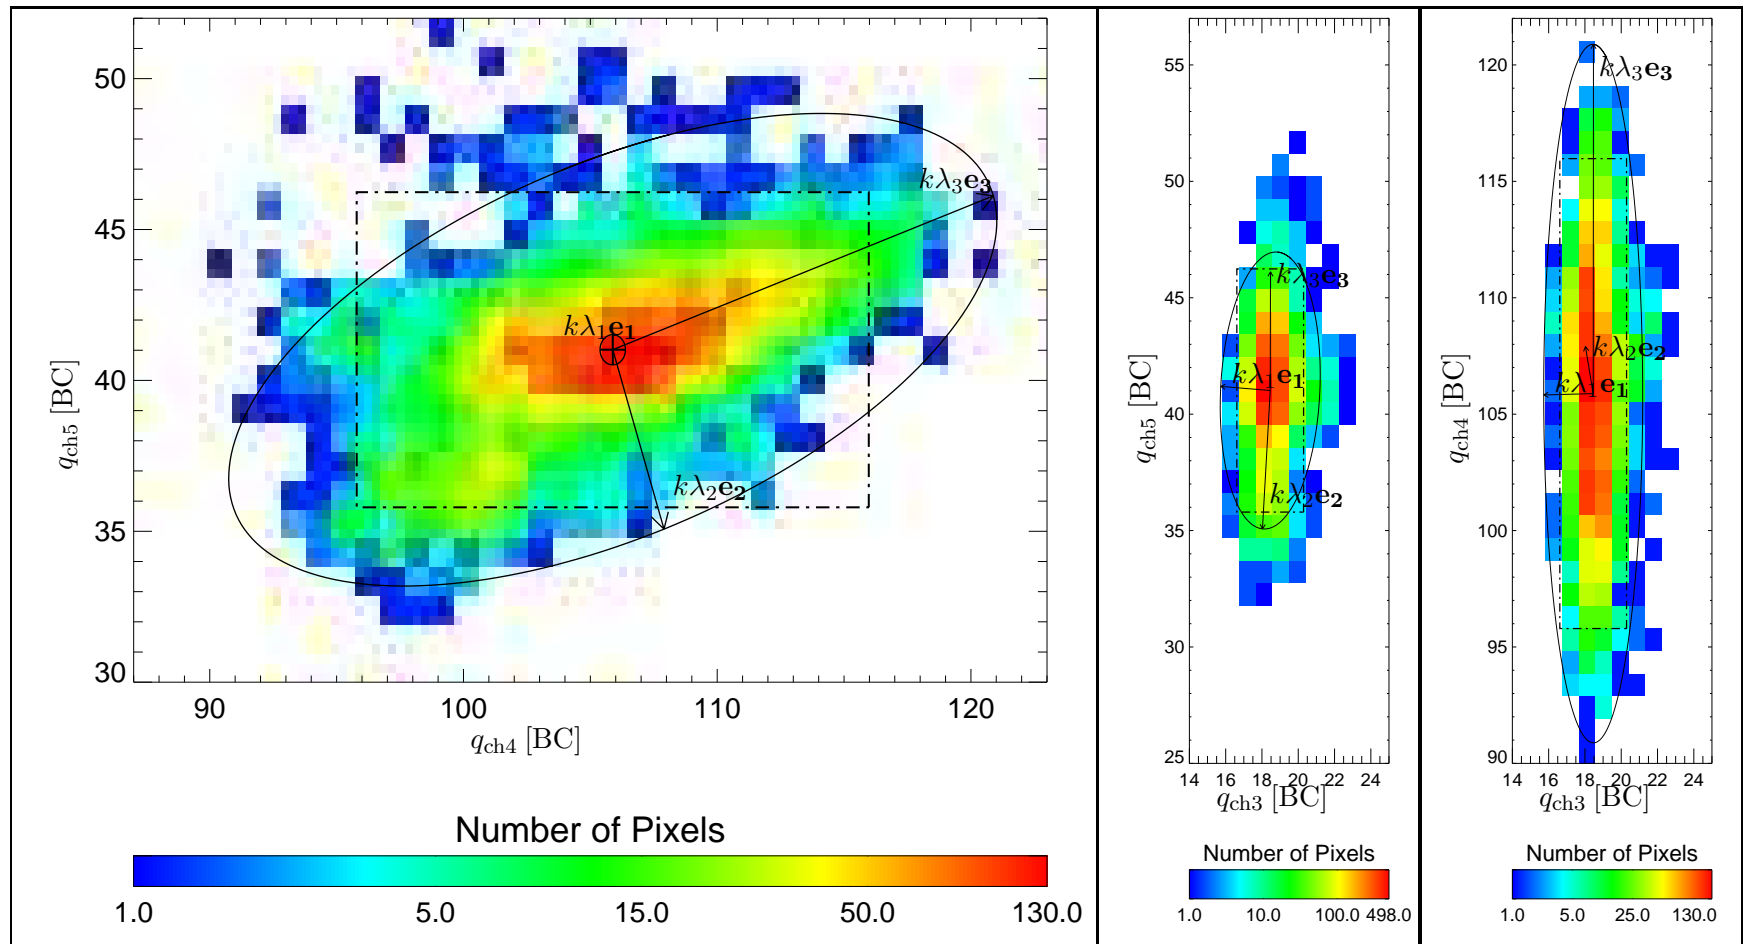 50
45
40
35
30
q_ch5 [BC]
kλ₃e₃
kλ₁e₁
kλ₂e₂
90 100 110 120
q_ch4 [BC]
Number of Pixels
1.0 5.0 15.0 50.0 130.0
55
50
45
40
35
30
25
q_ch5 [BC]
kλ₃e₃
kλ₁e₁
kλ₂e₂
14 16 18 20 22 24
q_ch3 [BC]
Number of Pixels
1.0 10.0 100.0 498.0
120
115
110
105
100
95
90
q_ch4 [BC]
kλ₃e₃
kλ₂e₂
kλ₁e₁
14 16 18 20 22 24
q_ch3 [BC]
Number of Pixels
1.0 5.0 25.0 130.0